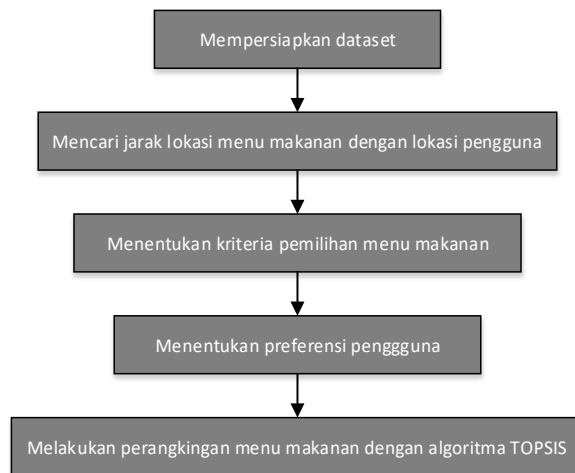 Mempersiapkan dataset
Mencari jarak lokasi menu makanan dengan lokasi pengguna
Menentukan kriteria pemilihan menu makanan
Menentukan preferensi penggguna
Melakukan perangkingan menu makanan dengan algoritma TOPSIS